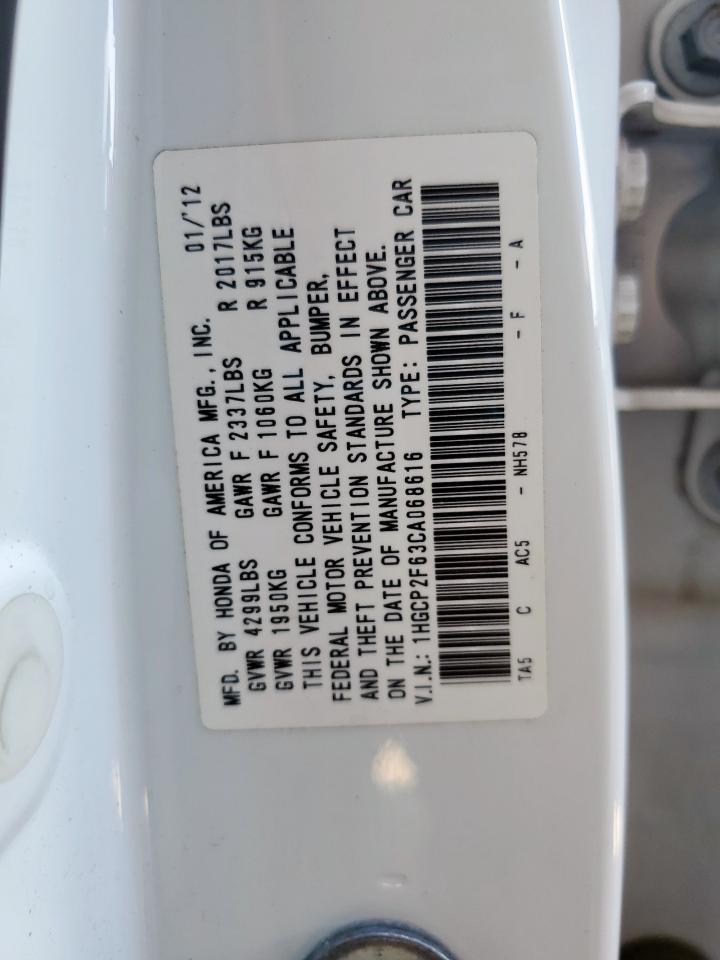 MFD. BY HONDA OF AMERICA MFG., INC. 01/'12
GVWR 4299LBS GAWR F 2337LBS R 2017LBS
GVWR 1950KG GAWR F 1060KG R 915KG
THIS VEHICLE CONFORMS TO ALL APPLICABLE
FEDERAL MOTOR VEHICLE SAFETY, BUMPER,
AND THEFT PREVENTION STANDARDS IN EFFECT
ON THE DATE OF MANUFACTURE SHOWN ABOVE.
V.I.N.: 1HGCP2F63CA068616 TYPE: PASSENGER CAR
TA5 C AC5 - NH578 - F - A